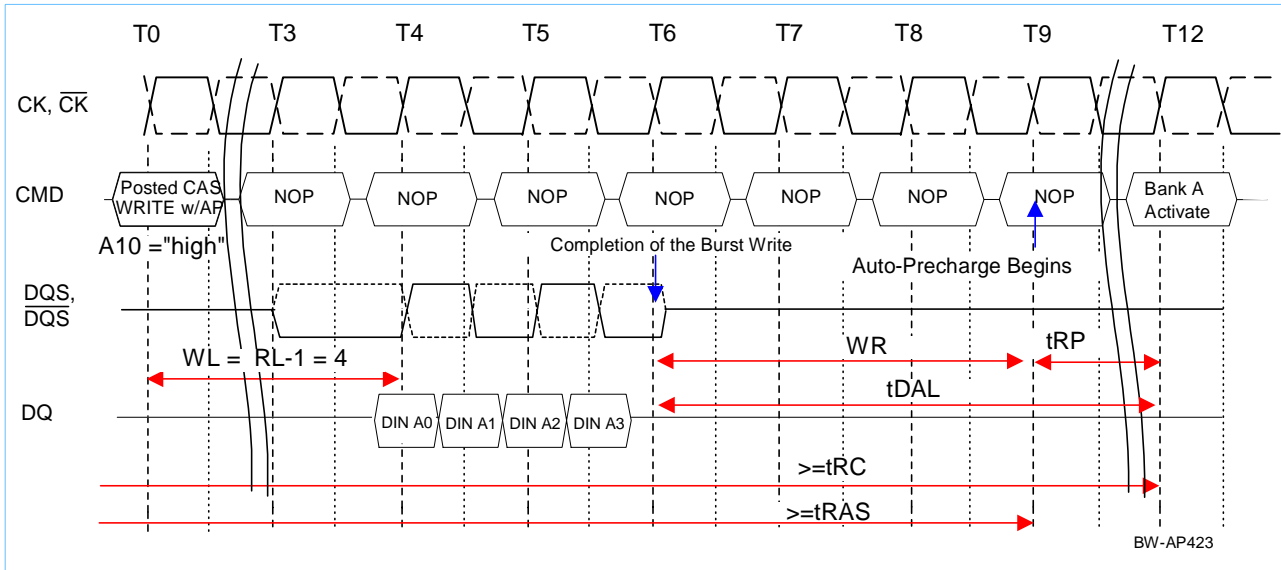 T0 T3 T4 T5 T6 T7 T8 T9 T12
CK, CK
CMD
Posted CAS
WRITE w/AP
NOP NOP NOP NOP NOP NOP NOP
Bank A
Activate
A10 ="high"
Completion of the Burst Write
Auto-Precharge Begins
DQS,
DQS
WL = RL-1 = 4
WR
tRP
tDAL
DQ
DIN A0 DIN A1 DIN A2 DIN A3
>=tRC
>=tRAS
BW-AP423